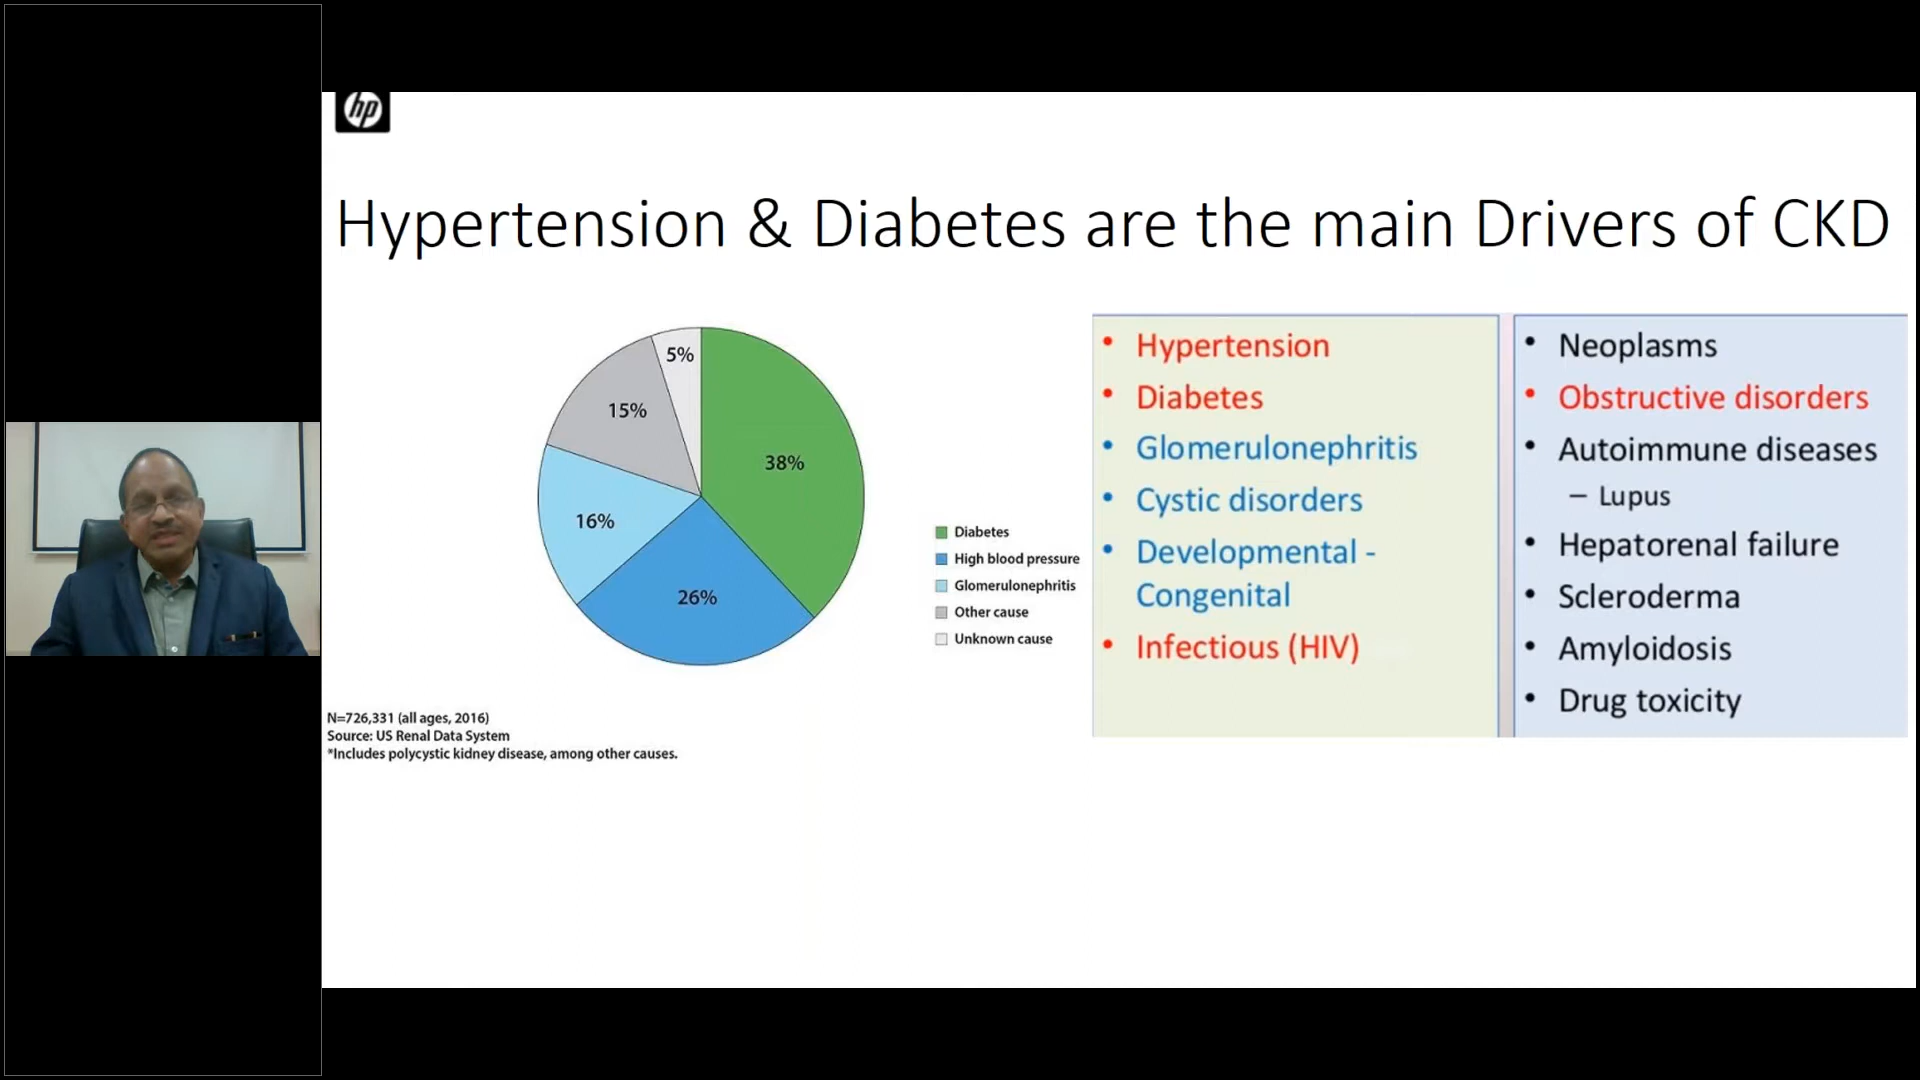 hp
Hypertension & Diabetes are the main Drivers of CKD
5%
15%
38%
16%
26%
Diabetes
High blood pressure
Glomerulonephritis
Other cause
Unknown cause
N=726,331 (all ages, 2016)
Source: US Renal Data System
*Includes polycystic kidney disease, among other causes.
• Hypertension
• Diabetes
• Glomerulonephritis
• Cystic disorders
• Developmental -
Congenital
• Infectious (HIV)
• Neoplasms
• Obstructive disorders
• Autoimmune diseases
– Lupus
• Hepatorenal failure
• Scleroderma
• Amyloidosis
• Drug toxicity